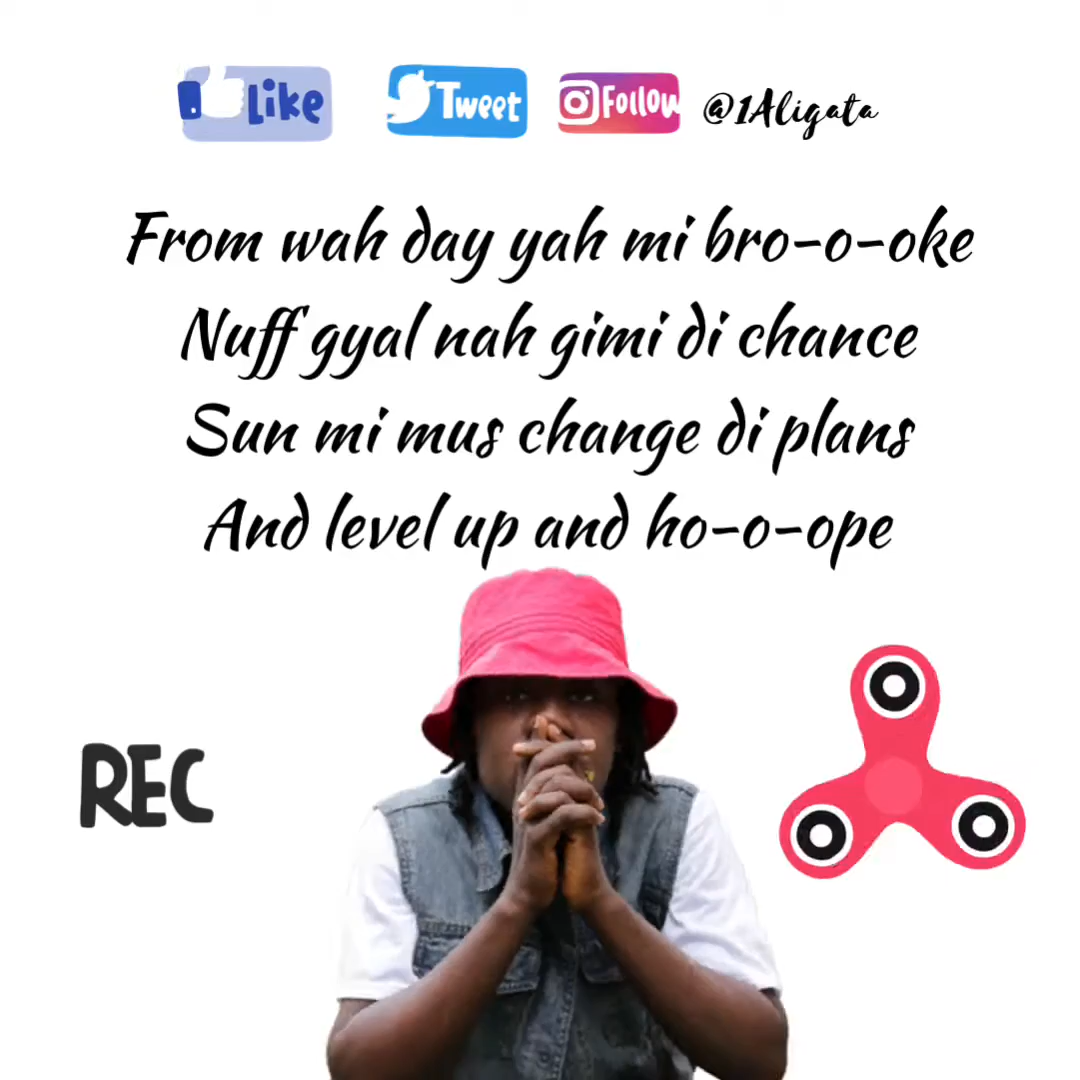 Like Tweet Follow @1Aligata
From wah day yah mi bro-o-oke
Nuff gyal nah gimi di chance
Sun mi mus change di plans
And level up and ho-o-ope
REC